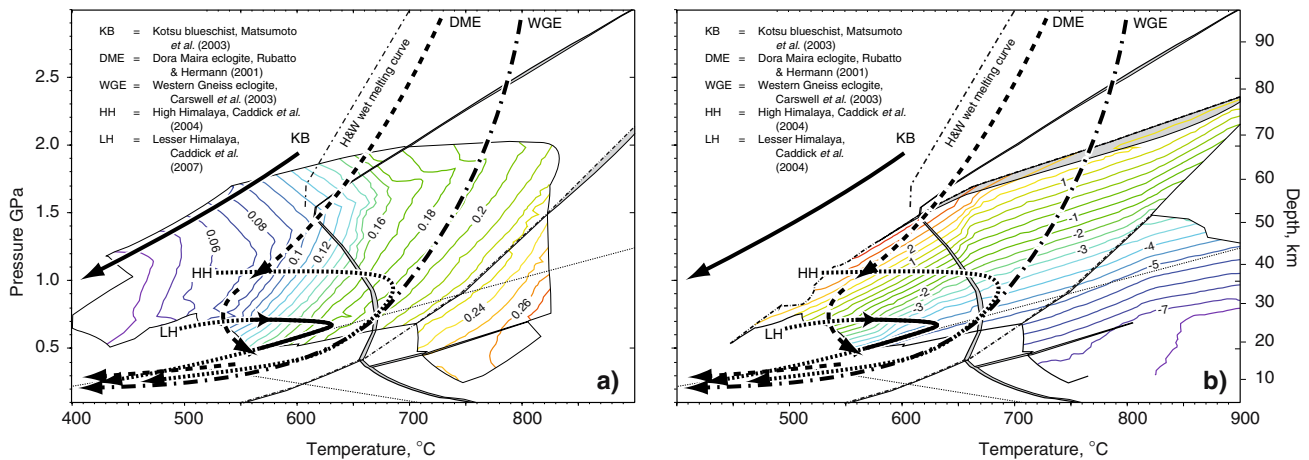 KB = Kotsu blueschist, Matsumoto
et al. (2003)
DME = Dora Maira eclogite, Rubatto
& Hermann (2001)
WGE = Western Gneiss eclogite,
Carswell et al. (2003)
HH = High Himalaya, Caddick et al.
(2004)
LH = Lesser Himalaya,
Caddick et al.
(2007)
DME
WGE
H&W wet melting curve
KB
HH
LH
0.06
0.08
0.1
0.12
0.16
0.18
0.2
0.24
0.26
a)
2.5
2.0
1.5
1.0
0.5
Pressure GPa
400 500 600 700 800
Temperature, °C
KB = Kotsu blueschist, Matsumoto
et al. (2003)
DME = Dora Maira eclogite, Rubatto
& Hermann (2001)
WGE = Western Gneiss eclogite,
Carswell et al. (2003)
HH = High Himalaya, Caddick et al.
(2004)
LH = Lesser Himalaya,
Caddick et al.
(2004)
DME
WGE
H&W wet melting curve
KB
HH
LH
2
1
-2
-3
1
-1
-2
-3
-4
-5
-7
b)
90
80
70
60
50
40
30
20
10
Depth, km
500 600 700 800 900
Temperature, °C